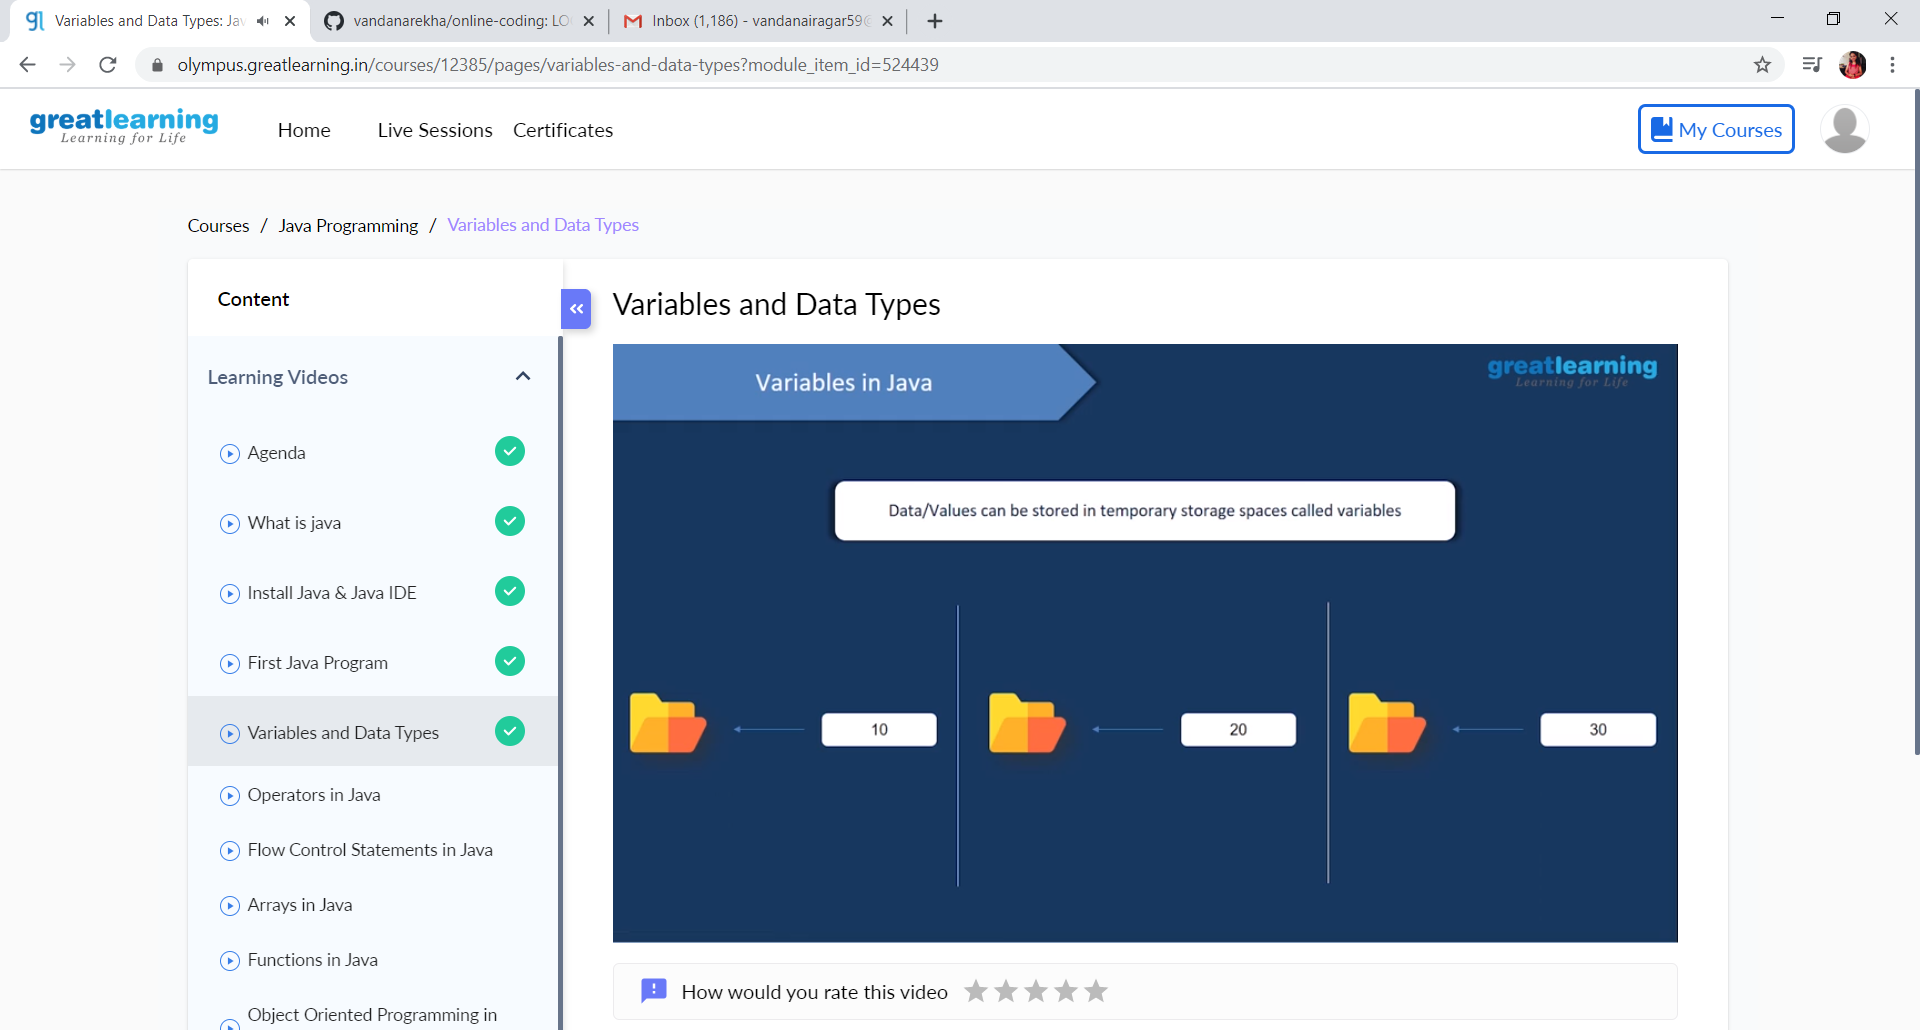 gl Variables and Data Types: Jav
vandanarekha/online-coding: LO
Inbox (1,186) - vandanairagar59@
olympus.greatlearning.in/courses/12385/pages/variables-and-data-types?module_item_id=524439
greatlearning
Learning for Life
Home
Live Sessions
Certificates
My Courses
Courses / Java Programming / Variables and Data Types
Content
Learning Videos
Agenda
What is java
Install Java & Java IDE
First Java Program
Variables and Data Types
Operators in Java
Flow Control Statements in Java
Arrays in Java
Functions in Java
Object Oriented Programming in
Variables and Data Types
Variables in Java
greatlearning
Learning for Life
Data/Values can be stored in temporary storage spaces called variables
10
20
30
How would you rate this video